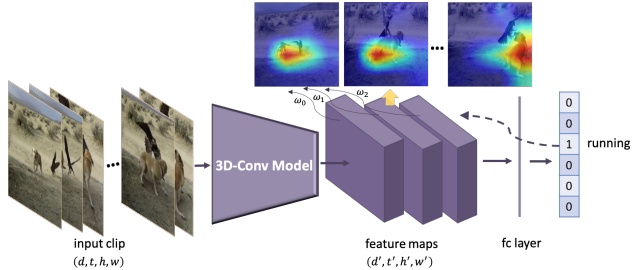 •••
ω₀
ω₁
ω₂
•••
3D-Conv Model
0
0
1
0
0
0
running
input clip
(d, t, h, w)
feature maps
(d′, t′, h′, w′)
fc layer